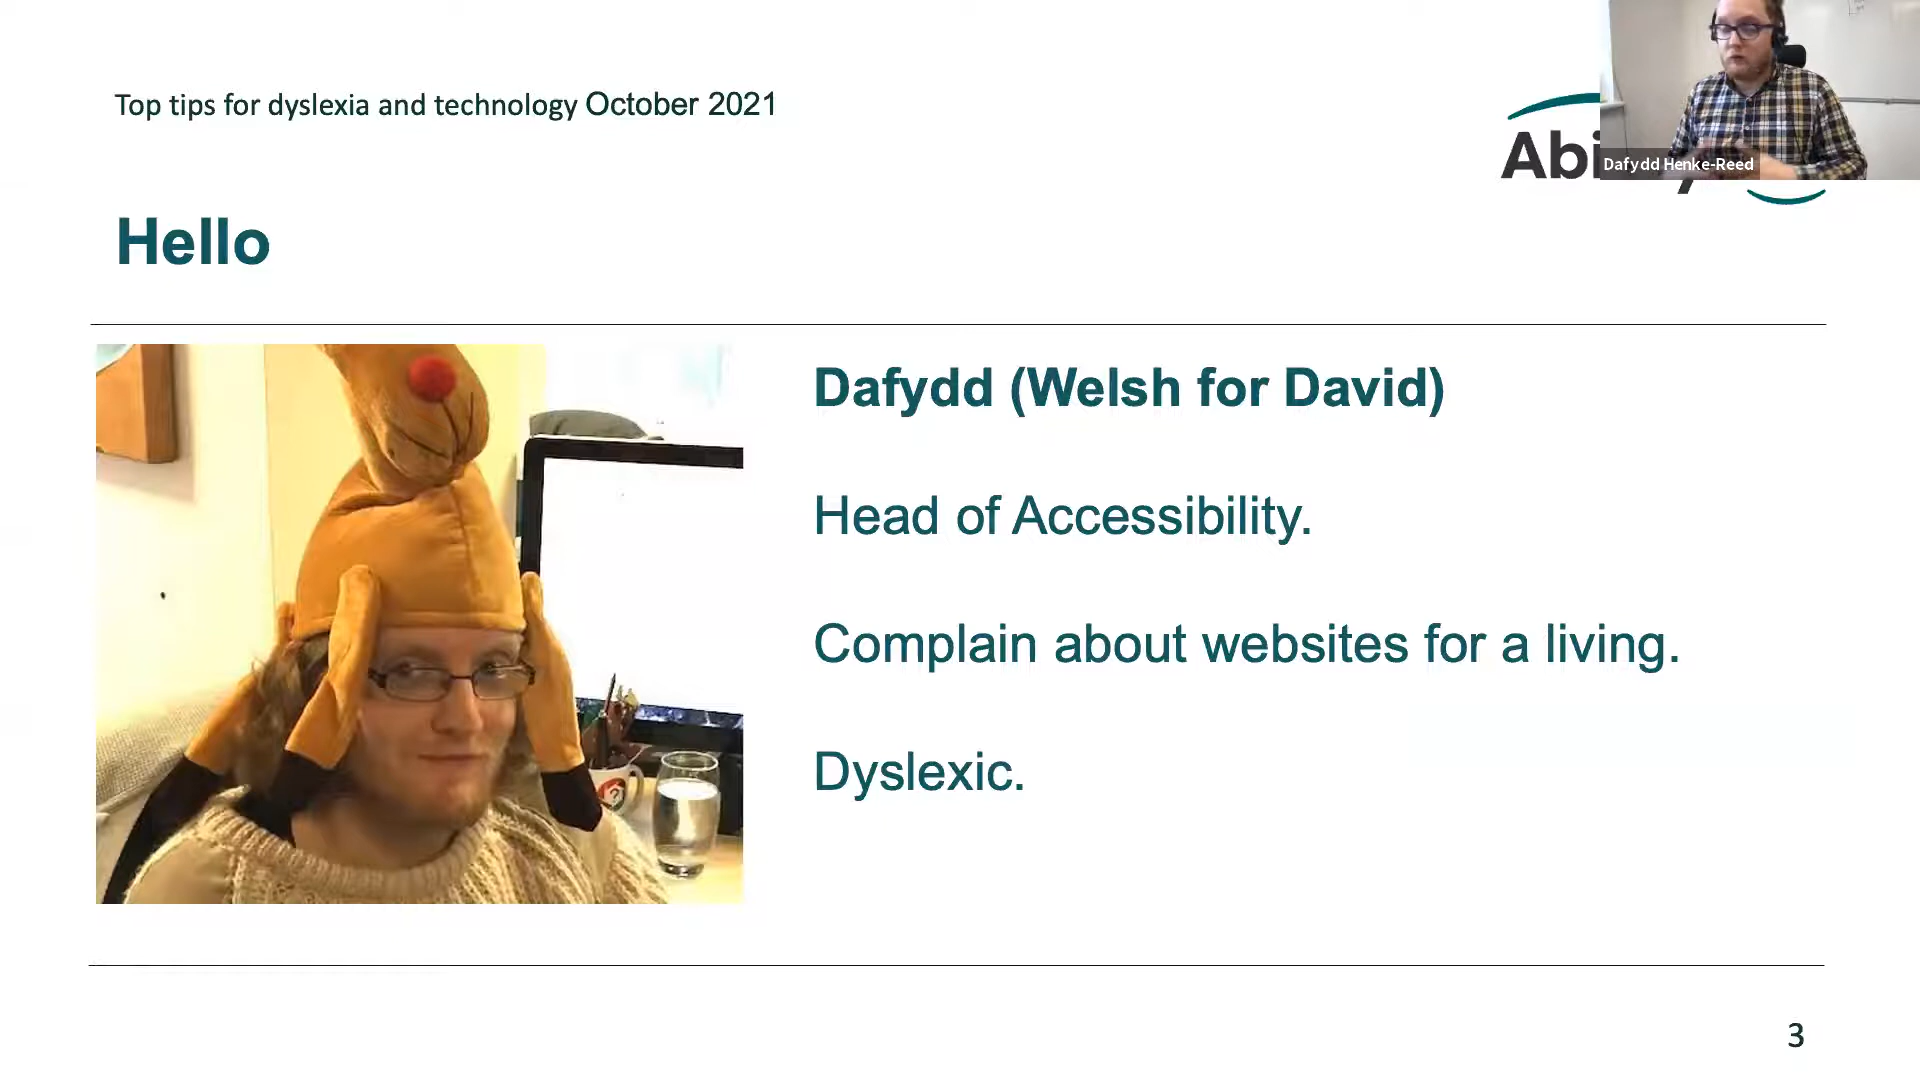 Top tips for dyslexia and technology October 2021
Dafydd Henke-Reed
Hello
Dafydd (Welsh for David)
Head of Accessibility.
Complain about websites for a living.
Dyslexic.
3